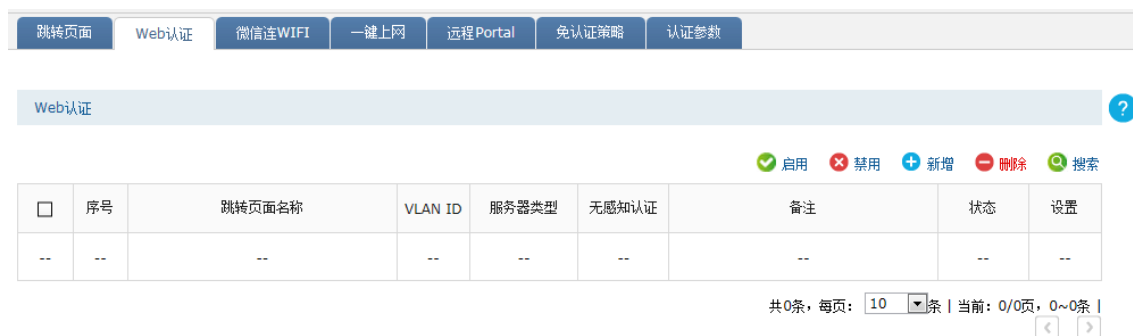 跳转页面 Web认证 微信连WIFI 一键上网 远程Portal 免认证策略 认证参数
Web认证 ?
启用 禁用 新增 删除 搜索
序号 跳转页面名称 VLAN ID 服务器类型 无感知认证 备注 状态 设置
-- -- -- -- -- -- -- -- --
共0条，每页： 10 条 | 当前：0/0页，0~0条 |
< >